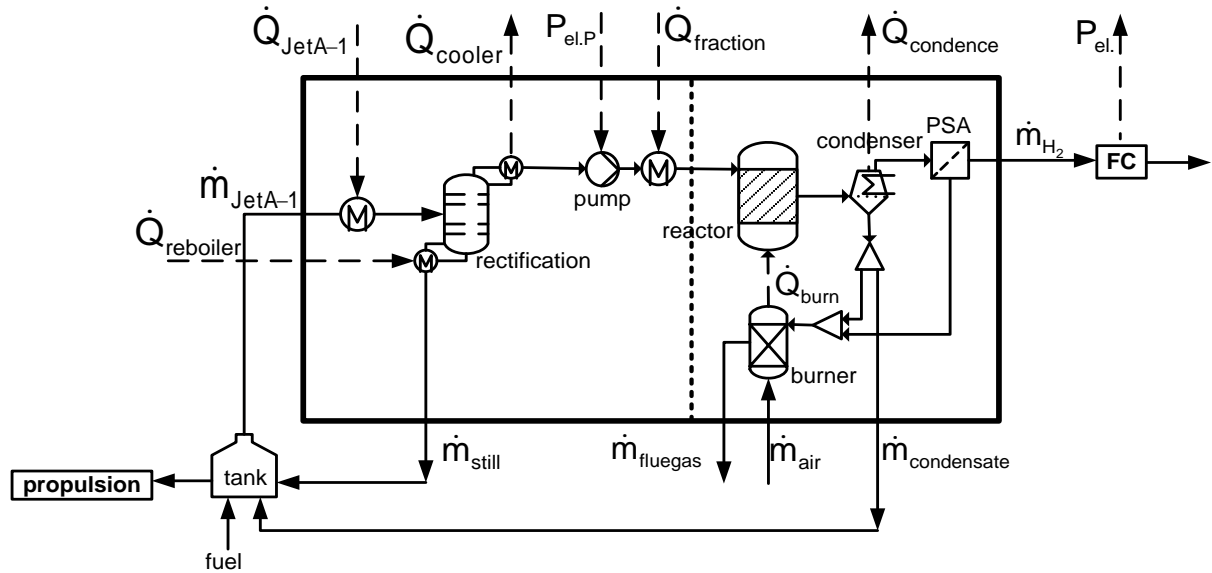 Q̇JetA–1
Q̇cooler
Pel.P
Q̇fraction
Q̇condence
Pel.
condenser
PSA
ṁH2
FC
pump
ṁJetA–1
reactor
Q̇reboiler
rectification
Q̇burn
burner
ṁstill
ṁfluegas
ṁair
ṁcondensate
tank
propulsion
fuel